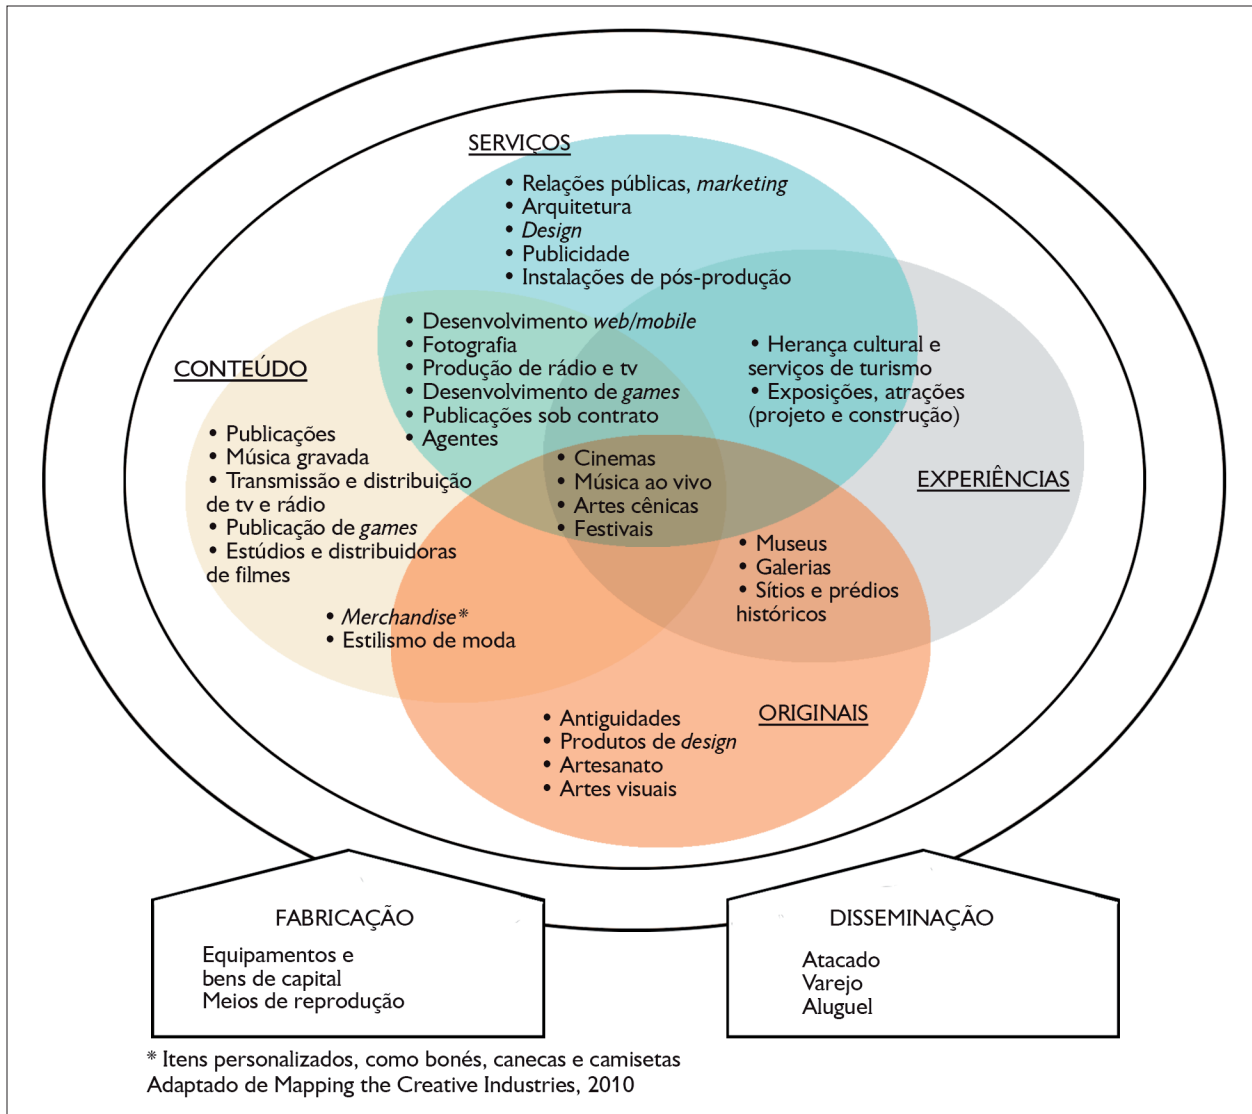 SERVIÇOS
• Relações públicas, marketing
• Arquitetura
• Design
• Publicidade
• Instalações de pós-produção
• Desenvolvimento web/mobile
• Fotografia
• Produção de rádio e tv
• Desenvolvimento de games
• Publicações sob contrato
• Agentes
• Herança cultural e
serviços de turismo
• Exposições, atrações
(projeto e construção)
CONTEÚDO
• Publicações
• Música gravada
• Transmissão e distribuição
de tv e rádio
• Publicação de games
• Estúdios e distribuidoras
de filmes
• Cinemas
• Música ao vivo
• Artes cênicas
• Festivais
EXPERIÊNCIAS
• Museus
• Galerias
• Sítios e prédios
históricos
• Merchandise*
• Estilismo de moda
ORIGINAIS
• Antiguidades
• Produtos de design
• Artesanato
• Artes visuais
FABRICAÇÃO
Equipamentos e
bens de capital
Meios de reprodução
DISSEMINAÇÃO
Atacado
Varejo
Aluguel
* Itens personalizados, como bonés, canecas e camisetas
Adaptado de Mapping the Creative Industries, 2010